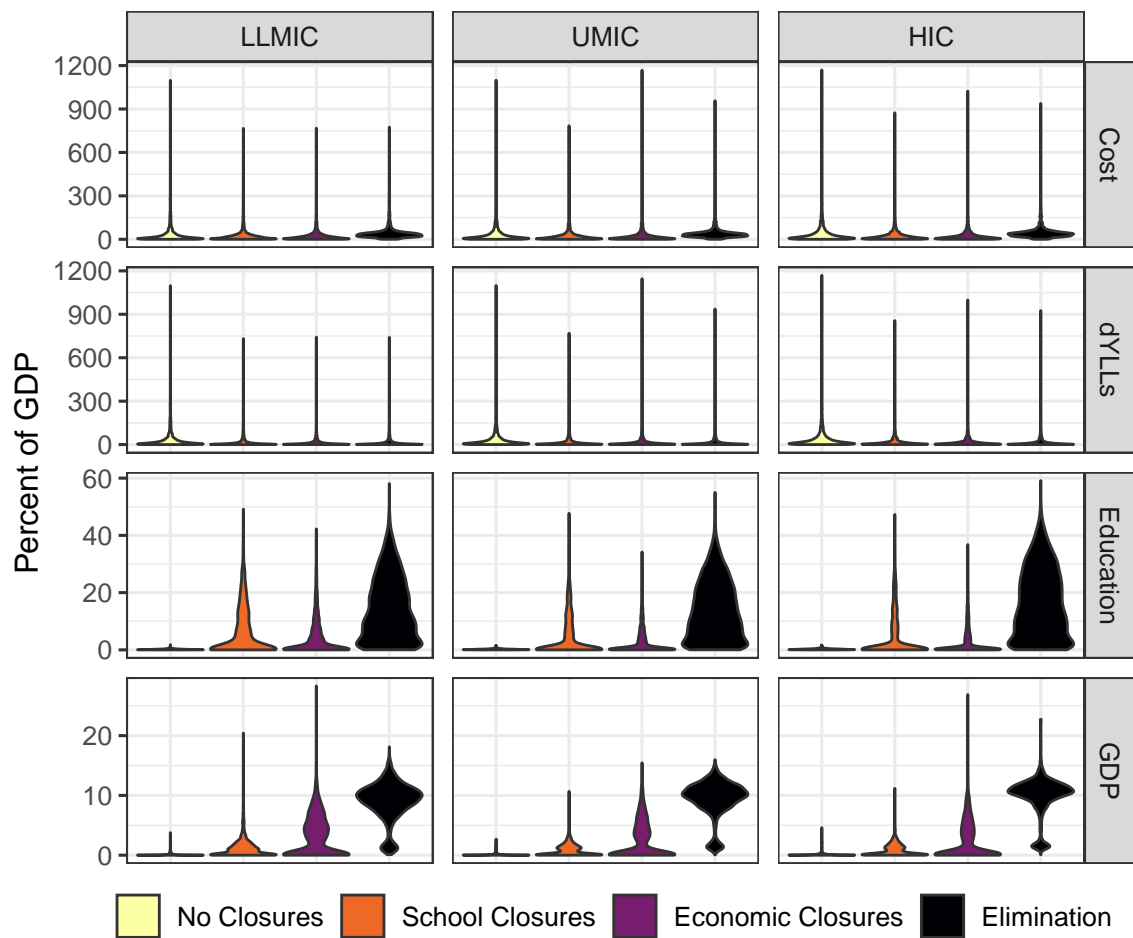 LLMIC UMIC HIC
1200
900
600
300
0
Cost
1200
900
600
300
0
dYLLs
Percent of GDP
60
40
20
0
Education
20
10
0
GDP
No Closures School Closures Economic Closures Elimination